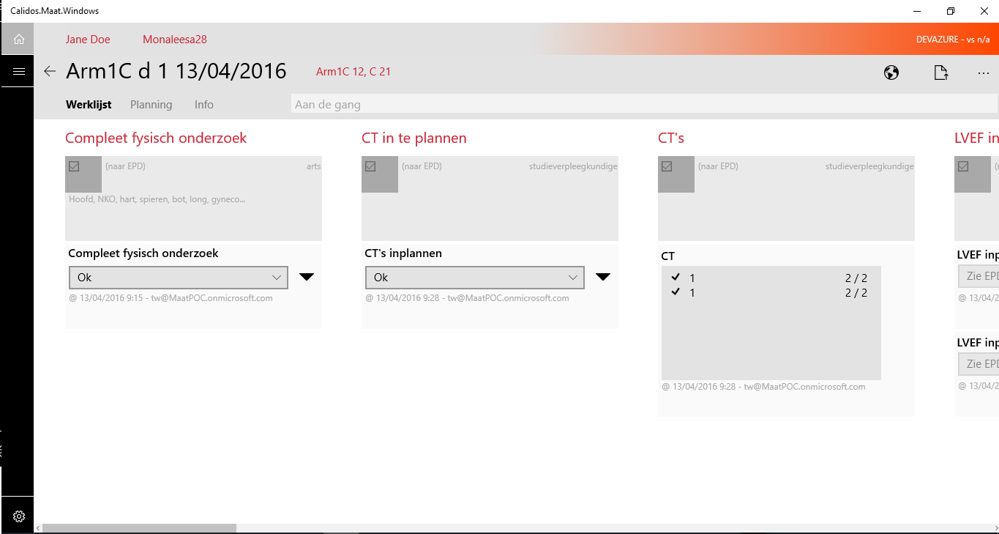 Calidos.Maat.Windows
Jane Doe Monaleesa28 DEVAZURE - vs n/a
Arm1C d 1 13/04/2016 Arm1C 12, C 21
Werklijst Planning Info Aan de gang
Compleet fysisch onderzoek
(naar EPD) arts
Hoofd, NKO, hart, spieren, bot, long, gyneco...
Compleet fysisch onderzoek
Ok
@ 13/04/2016 9:15 - tw@MaatPOC.onmicrosoft.com
CT in te plannen
(naar EPD) studieverpleegkundige
CT's inplannen
Ok
@ 13/04/2016 9:28 - tw@MaatPOC.onmicrosoft.com
CT's
(naar EPD) studieverpleegkundige
CT
1 2 / 2
1 2 / 2
@ 13/04/2016 9:28 - tw@MaatPOC.onmicrosoft.com
LVEF in
LVEF inp
Zie EPD
@ 13/04/2
LVEF inp
Zie EPD
@ 13/04/2